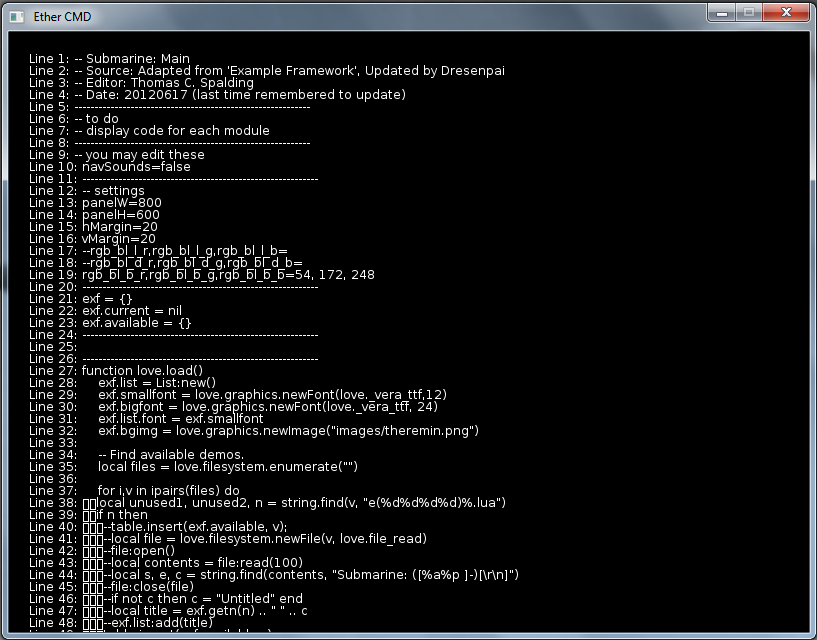 Ether CMD
Line 1: -- Submarine: Main
Line 2: -- Source: Adapted from 'Example Framework', Updated by Dresenpai
Line 3: -- Editor: Thomas C. Spalding
Line 4: -- Date: 20120617 (last time remembered to update)
Line 5: -----------------------------------------------------------
Line 6: -- to do
Line 7: -- display code for each module
Line 8: -----------------------------------------------------------
Line 9: -- you may edit these
Line 10: navSounds=false
Line 11: -----------------------------------------------------------
Line 12: -- settings
Line 13: panelW=800
Line 14: panelH=600
Line 15: hMargin=20
Line 16: vMargin=20
Line 17: --rgb_bl_l_r,rgb_bl_l_g,rgb_bl_l_b=
Line 18: --rgb_bl_d_r,rgb_bl_d_g,rgb_bl_d_b=
Line 19: rgb_bl_b_r,rgb_bl_b_g,rgb_bl_b_b=54, 172, 248
Line 20: -----------------------------------------------------------
Line 21: exf = {}
Line 22: exf.current = nil
Line 23: exf.available = {}
Line 24: -----------------------------------------------------------
Line 25:
Line 26: -----------------------------------------------------------
Line 27: function love.load()
Line 28: exf.list = List:new()
Line 29: exf.smallfont = love.graphics.newFont(love._vera_ttf,12)
Line 30: exf.bigfont = love.graphics.newFont(love._vera_ttf, 24)
Line 31: exf.list.font = exf.smallfont
Line 32: exf.bgimg = love.graphics.newImage("images/theremin.png")
Line 33:
Line 34: -- Find available demos.
Line 35: local files = love.filesystem.enumerate("")
Line 36:
Line 37: for i,v in ipairs(files) do
Line 38: local unused1, unused2, n = string.find(v, "e(%d%d%d%d)%.lua")
Line 39: if n then
Line 40: --table.insert(exf.available, v);
Line 41: --local file = love.filesystem.newFile(v, love.file_read)
Line 42: --file:open()
Line 43: --local contents = file:read(100)
Line 44: --local s, e, c = string.find(contents, "Submarine: ([%a%p ]-)[\r\n]")
Line 45: --file:close(file)
Line 46: --if not c then c = "Untitled" end
Line 47: --local title = exf.getn(n) .. " " .. c
Line 48: --exf.list:add(title)